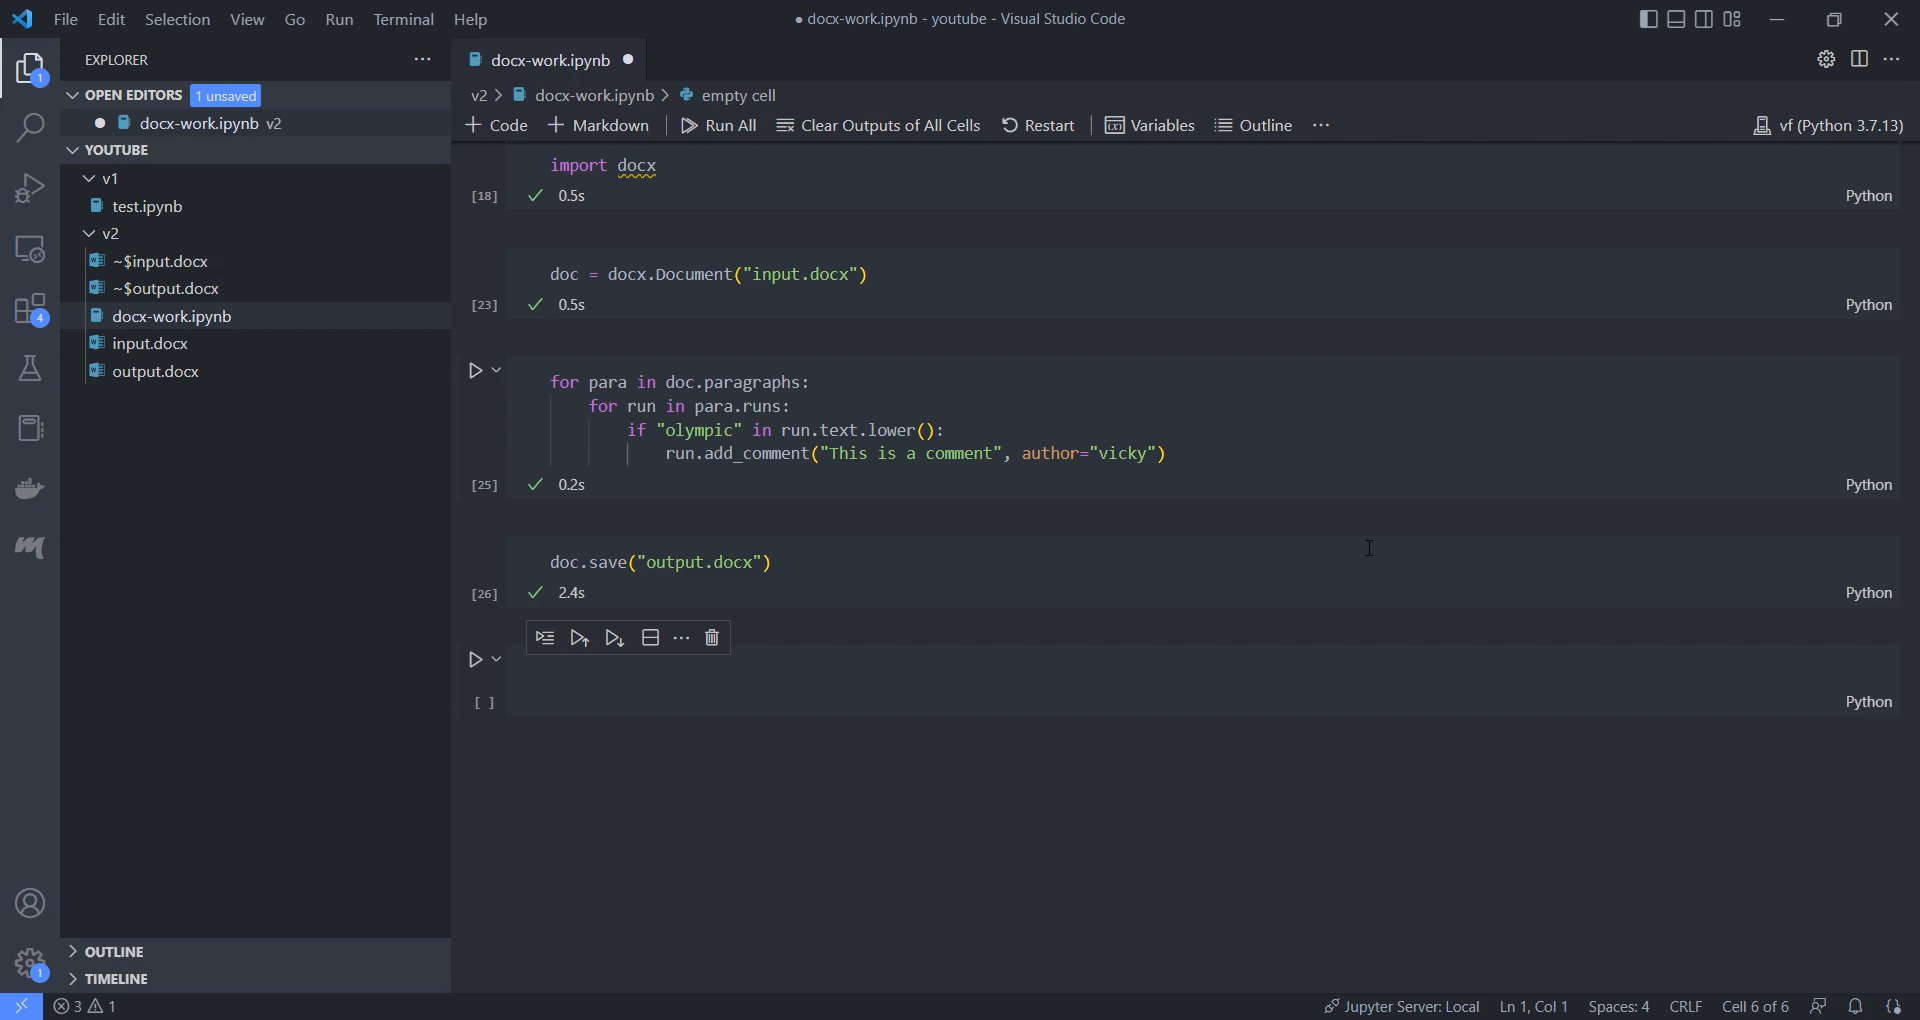 File Edit Selection View Go Run Terminal Help
● docx-work.ipynb - youtube - Visual Studio Code
EXPLORER
OPEN EDITORS 1 unsaved
docx-work.ipynb v2
YOUTUBE
v1
test.ipynb
v2
~$input.docx
~$output.docx
docx-work.ipynb
input.docx
output.docx
OUTLINE
TIMELINE
1
4
1
docx-work.ipynb
v2 > docx-work.ipynb > empty cell
+ Code + Markdown Run All Clear Outputs of All Cells Restart Variables Outline ··· vf (Python 3.7.13)
import docx
[18] ✓ 0.5s Python
doc = docx.Document("input.docx")
[23] ✓ 0.5s Python
for para in doc.paragraphs:
for run in para.runs:
if "olympic" in run.text.lower():
run.add_comment("This is a comment", author="vicky")
[25] ✓ 0.2s Python
doc.save("output.docx")
[26] ✓ 2.4s Python
[ ] Python
3 1 Jupyter Server: Local Ln 1, Col 1 Spaces: 4 CRLF Cell 6 of 6